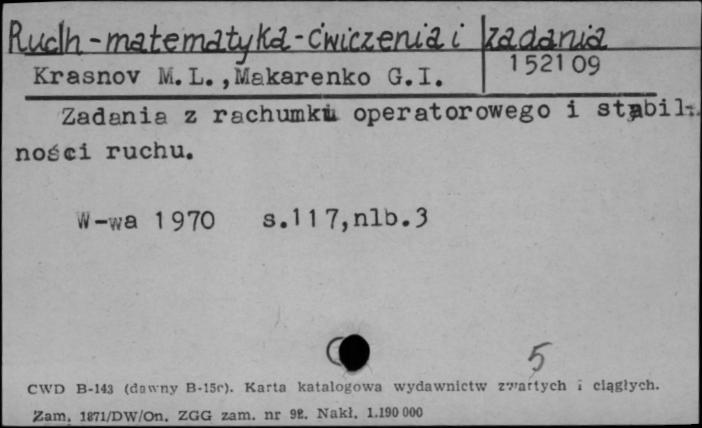 Ruch - matematyka - ćwiczenia i zadania
Krasnov M.L.,Makarenko G.I.
152109
Zadania z rachumku operatorowego i stabil-
ności ruchu.
W-wa 1970 s.117,nlb.3
5
CWD B-143 (dawny B-15c). Karta katalogowa wydawnictw zwartych i ciągłych.
Zam. 1871/DW/On. ZGG zam. nr 98. Nakł. 1.190 000